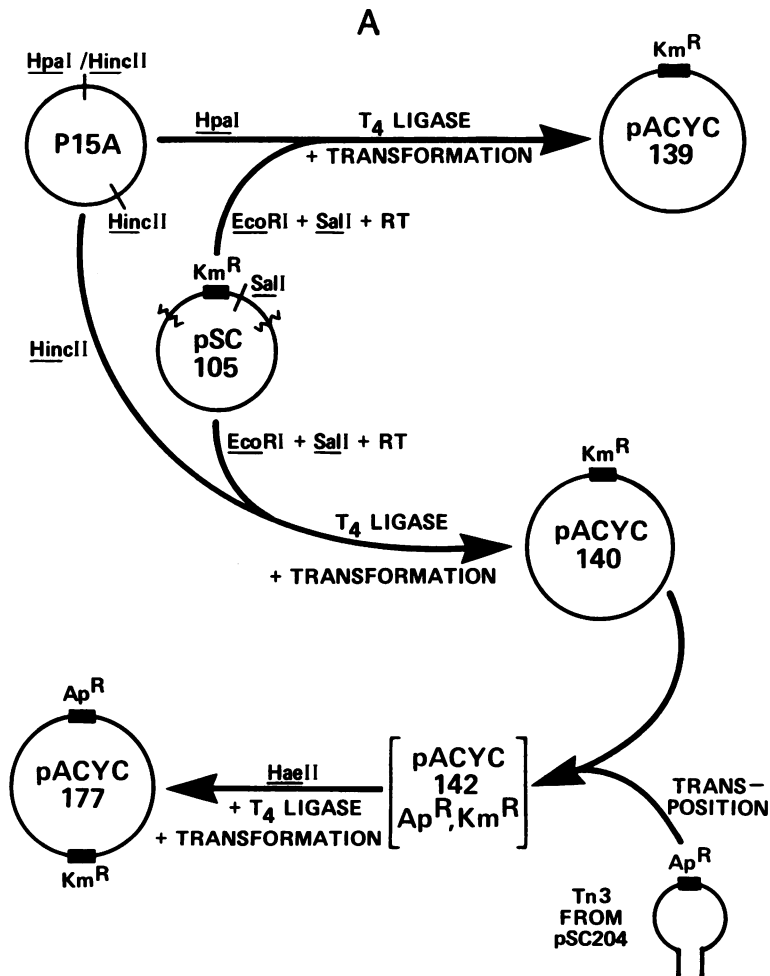 A
HpaI /HincII
P15A
HincII
HpaI
T4 LIGASE
+ TRANSFORMATION
KmR
pACYC
139
EcoRI + SalI + RT
KmR
SalI
pSC
105
HincII
EcoRI + SalI + RT
T4 LIGASE
+ TRANSFORMATION
KmR
pACYC
140
ApR
pACYC
177
KmR
HaeII
+ T4 LIGASE
+ TRANSFORMATION
pACYC
142
ApR,KmR
TRANS-
POSITION
ApR
Tn3
FROM
pSC204